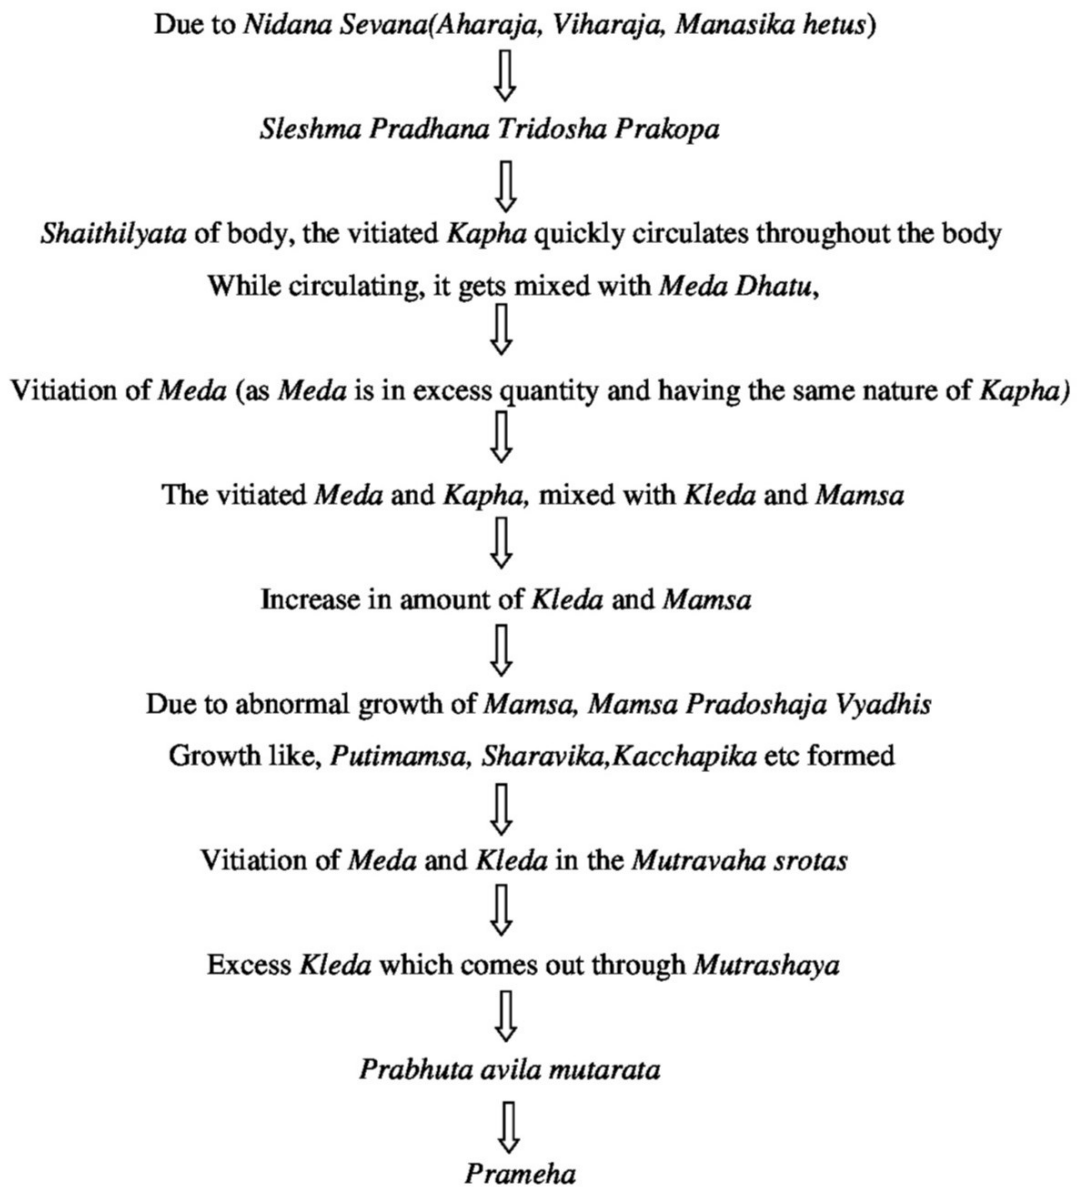 Due to Nidana Sevana(Aharaja, Viharaja, Manasika hetus)
Sleshma Pradhana Tridosha Prakopa
Shaithilyata of body, the vitiated Kapha quickly circulates throughout the body
While circulating, it gets mixed with Meda Dhatu,
Vitiation of Meda (as Meda is in excess quantity and having the same nature of Kapha)
The vitiated Meda and Kapha, mixed with Kleda and Mamsa
Increase in amount of Kleda and Mamsa
Due to abnormal growth of Mamsa, Mamsa Pradoshaja Vyadhis
Growth like, Putimamsa, Sharavika,Kacchapika etc formed
Vitiation of Meda and Kleda in the Mutravaha srotas
Excess Kleda which comes out through Mutrashaya
Prabhuta avila mutarata
Prameha